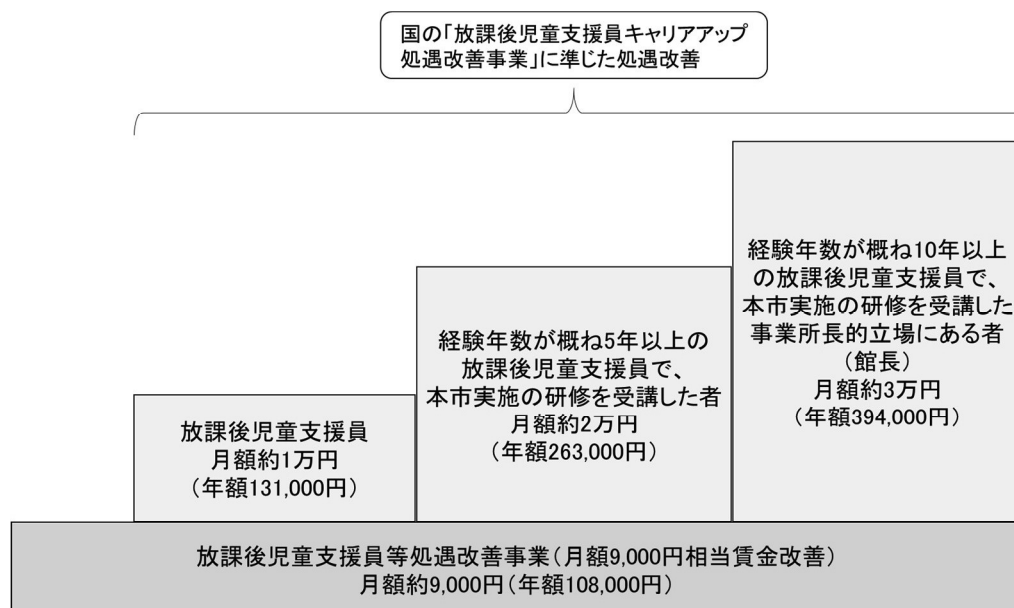 国の「放課後児童支援員キャリアアップ
処遇改善事業」に準じた処遇改善
放課後児童支援員
月額約1万円
（年額131,000円）
経験年数が概ね5年以上の
放課後児童支援員で、
本市実施の研修を受講した者
月額約2万円
（年額263,000円）
経験年数が概ね10年以上
の放課後児童支援員で、
本市実施の研修を受講した
事業所長的立場にある者
（館長）
月額約3万円
（年額394,000円）
放課後児童支援員等処遇改善事業（月額9,000円相当賃金改善）
月額約9,000円（年額108,000円）